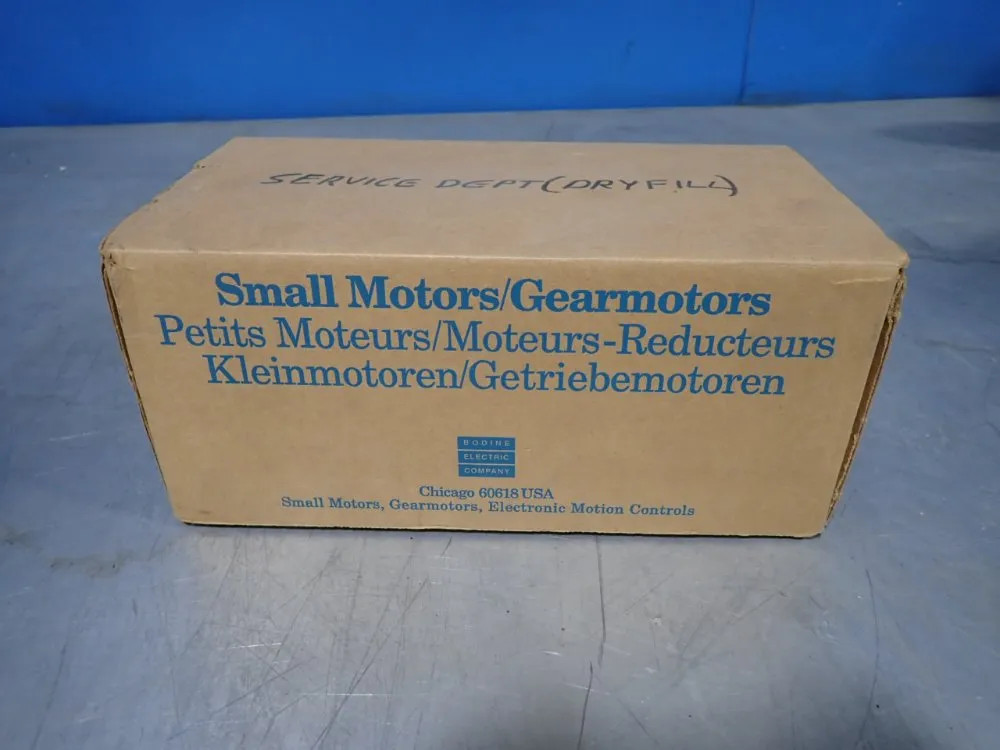 SERVICE DEPT (DRYFILL)
Small Motors/Gearmotors
Petits Moteurs/Moteurs-Reducteurs
Kleinmotoren/Getriebemotoren
BODINE
ELECTRIC
COMPANY
Chicago 60618 USA
Small Motors, Gearmotors, Electronic Motion Controls